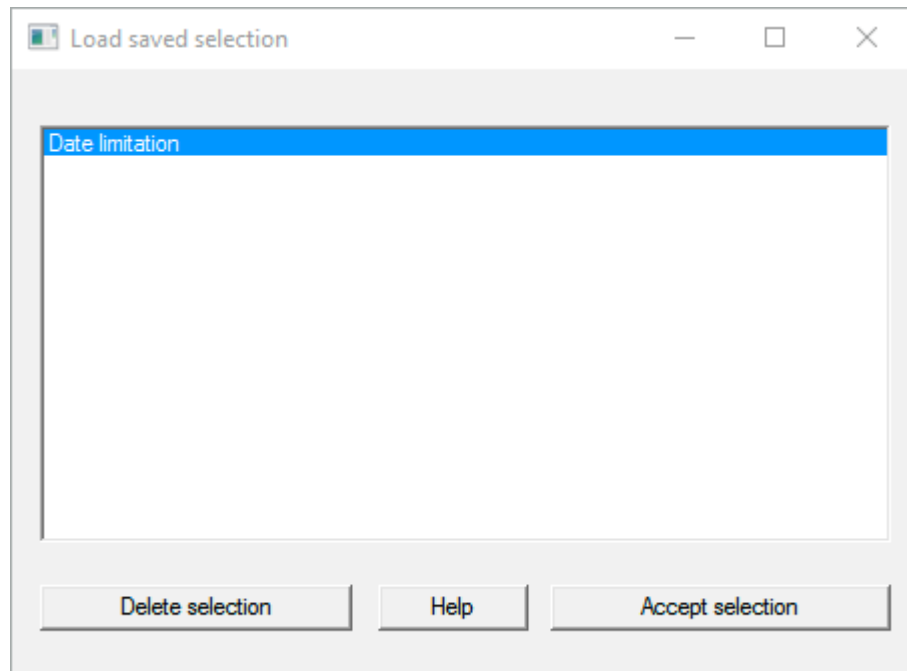 Load saved selection
Date limitation
Delete selection
Help
Accept selection